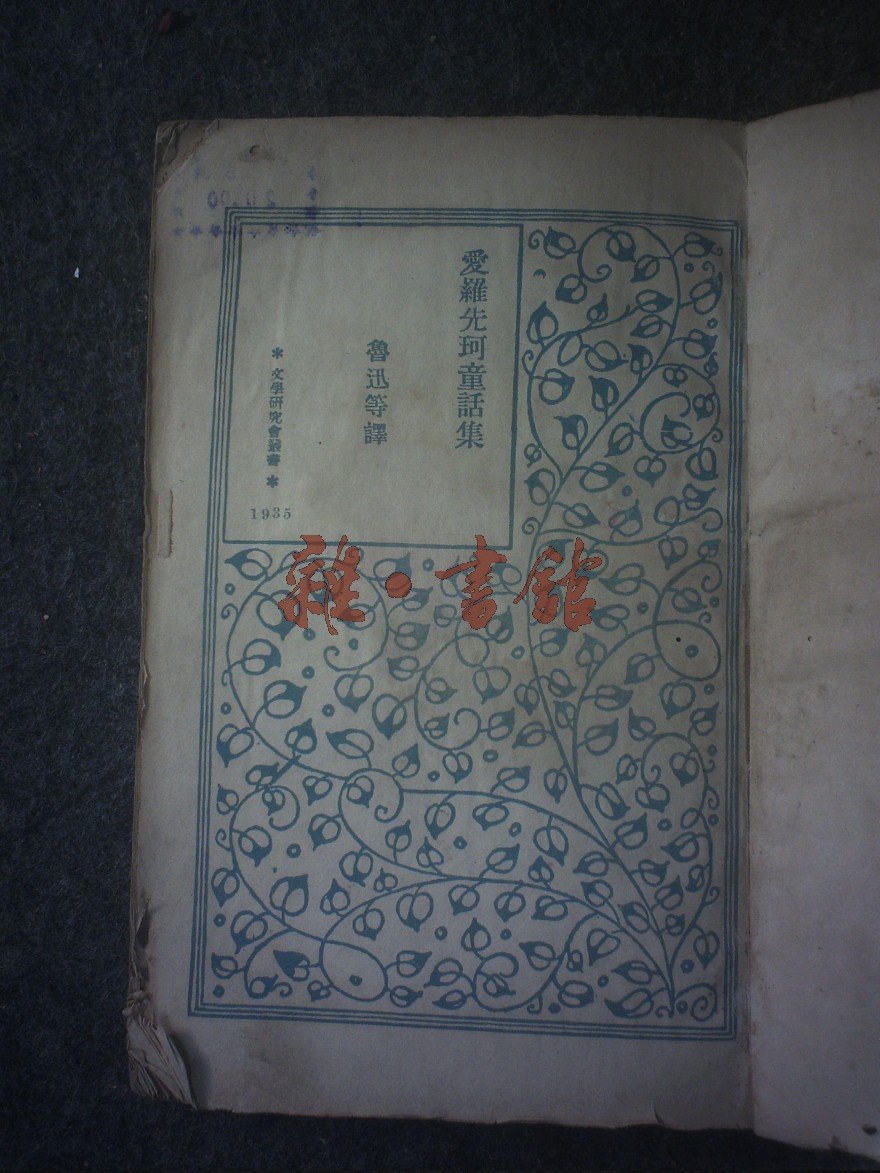 愛羅先珂童話集
魯迅等譯
* 文學研究會叢書 *
1935
雜·書館